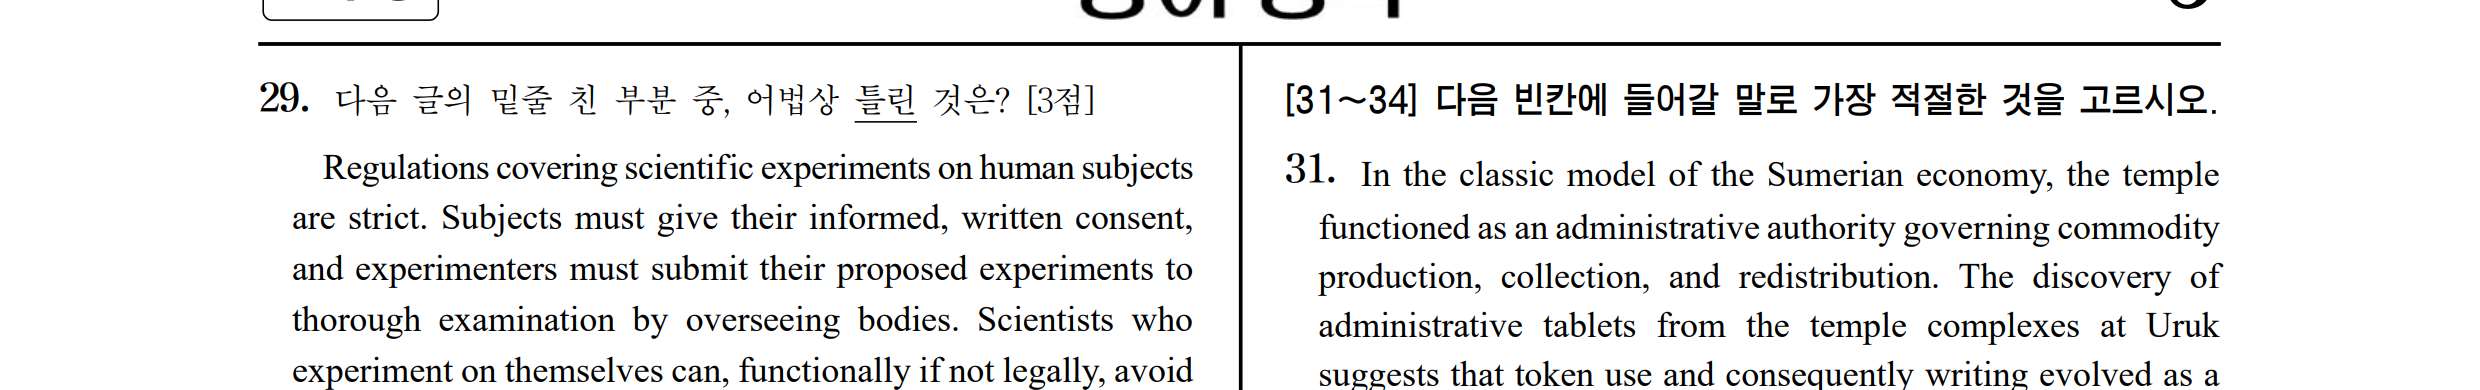 29. 다음 글의 밑줄 친 부분 중, 어법상 틀린 것은? [3점]
Regulations covering scientific experiments on human subjects
are strict. Subjects must give their informed, written consent,
and experimenters must submit their proposed experiments to
thorough examination by overseeing bodies. Scientists who
experiment on themselves can, functionally if not legally, avoid
[31~34] 다음 빈칸에 들어갈 말로 가장 적절한 것을 고르시오.
31. In the classic model of the Sumerian economy, the temple
functioned as an administrative authority governing commodity
production, collection, and redistribution. The discovery of
administrative tablets from the temple complexes at Uruk
suggests that token use and consequently writing evolved as a